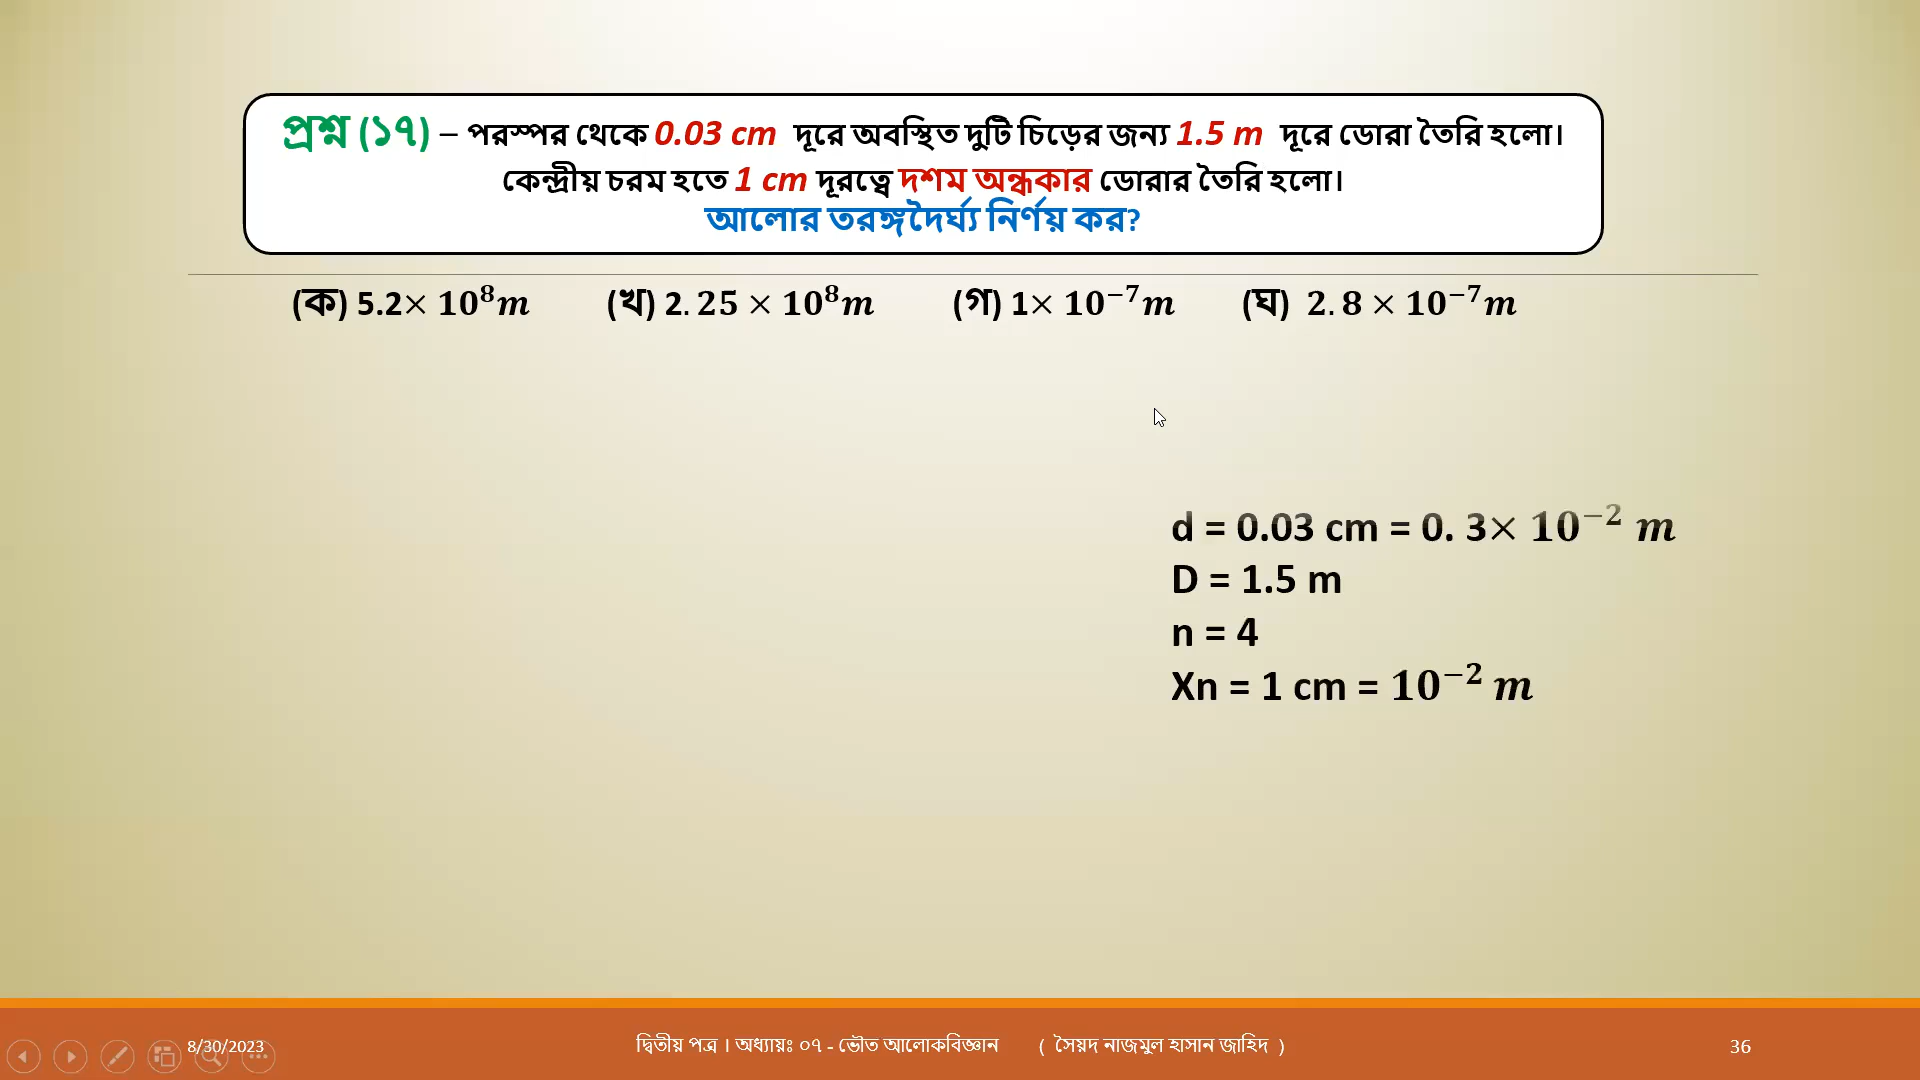 প্রশ্ন (১৭) – পরস্পর থেকে 0.03 cm দূরে অবস্থিত দুটি চিড়ের জন্য 1.5 m দূরে ডোরা তৈরি হলো।
কেন্দ্রীয় চরম হতে 1 cm দূরত্বে দশম অন্ধকার ডোরার তৈরি হলো।
আলোর তরঙ্গদৈর্ঘ্য নির্ণয় কর?
(ক) 5.2× 10⁸m (খ) 2. 25 × 10⁸m (গ) 1× 10⁻⁷m (ঘ) 2. 8 × 10⁻⁷m
d = 0.03 cm = 0. 3× 10⁻² m
D = 1.5 m
n = 4
Xn = 1 cm = 10⁻² m
8/30/2023 দ্বিতীয় পত্র । অধ্যায়ঃ ০৭ - ভৌত আলোকবিজ্ঞান ( সৈয়দ নাজমুল হাসান জাহিদ ) 36